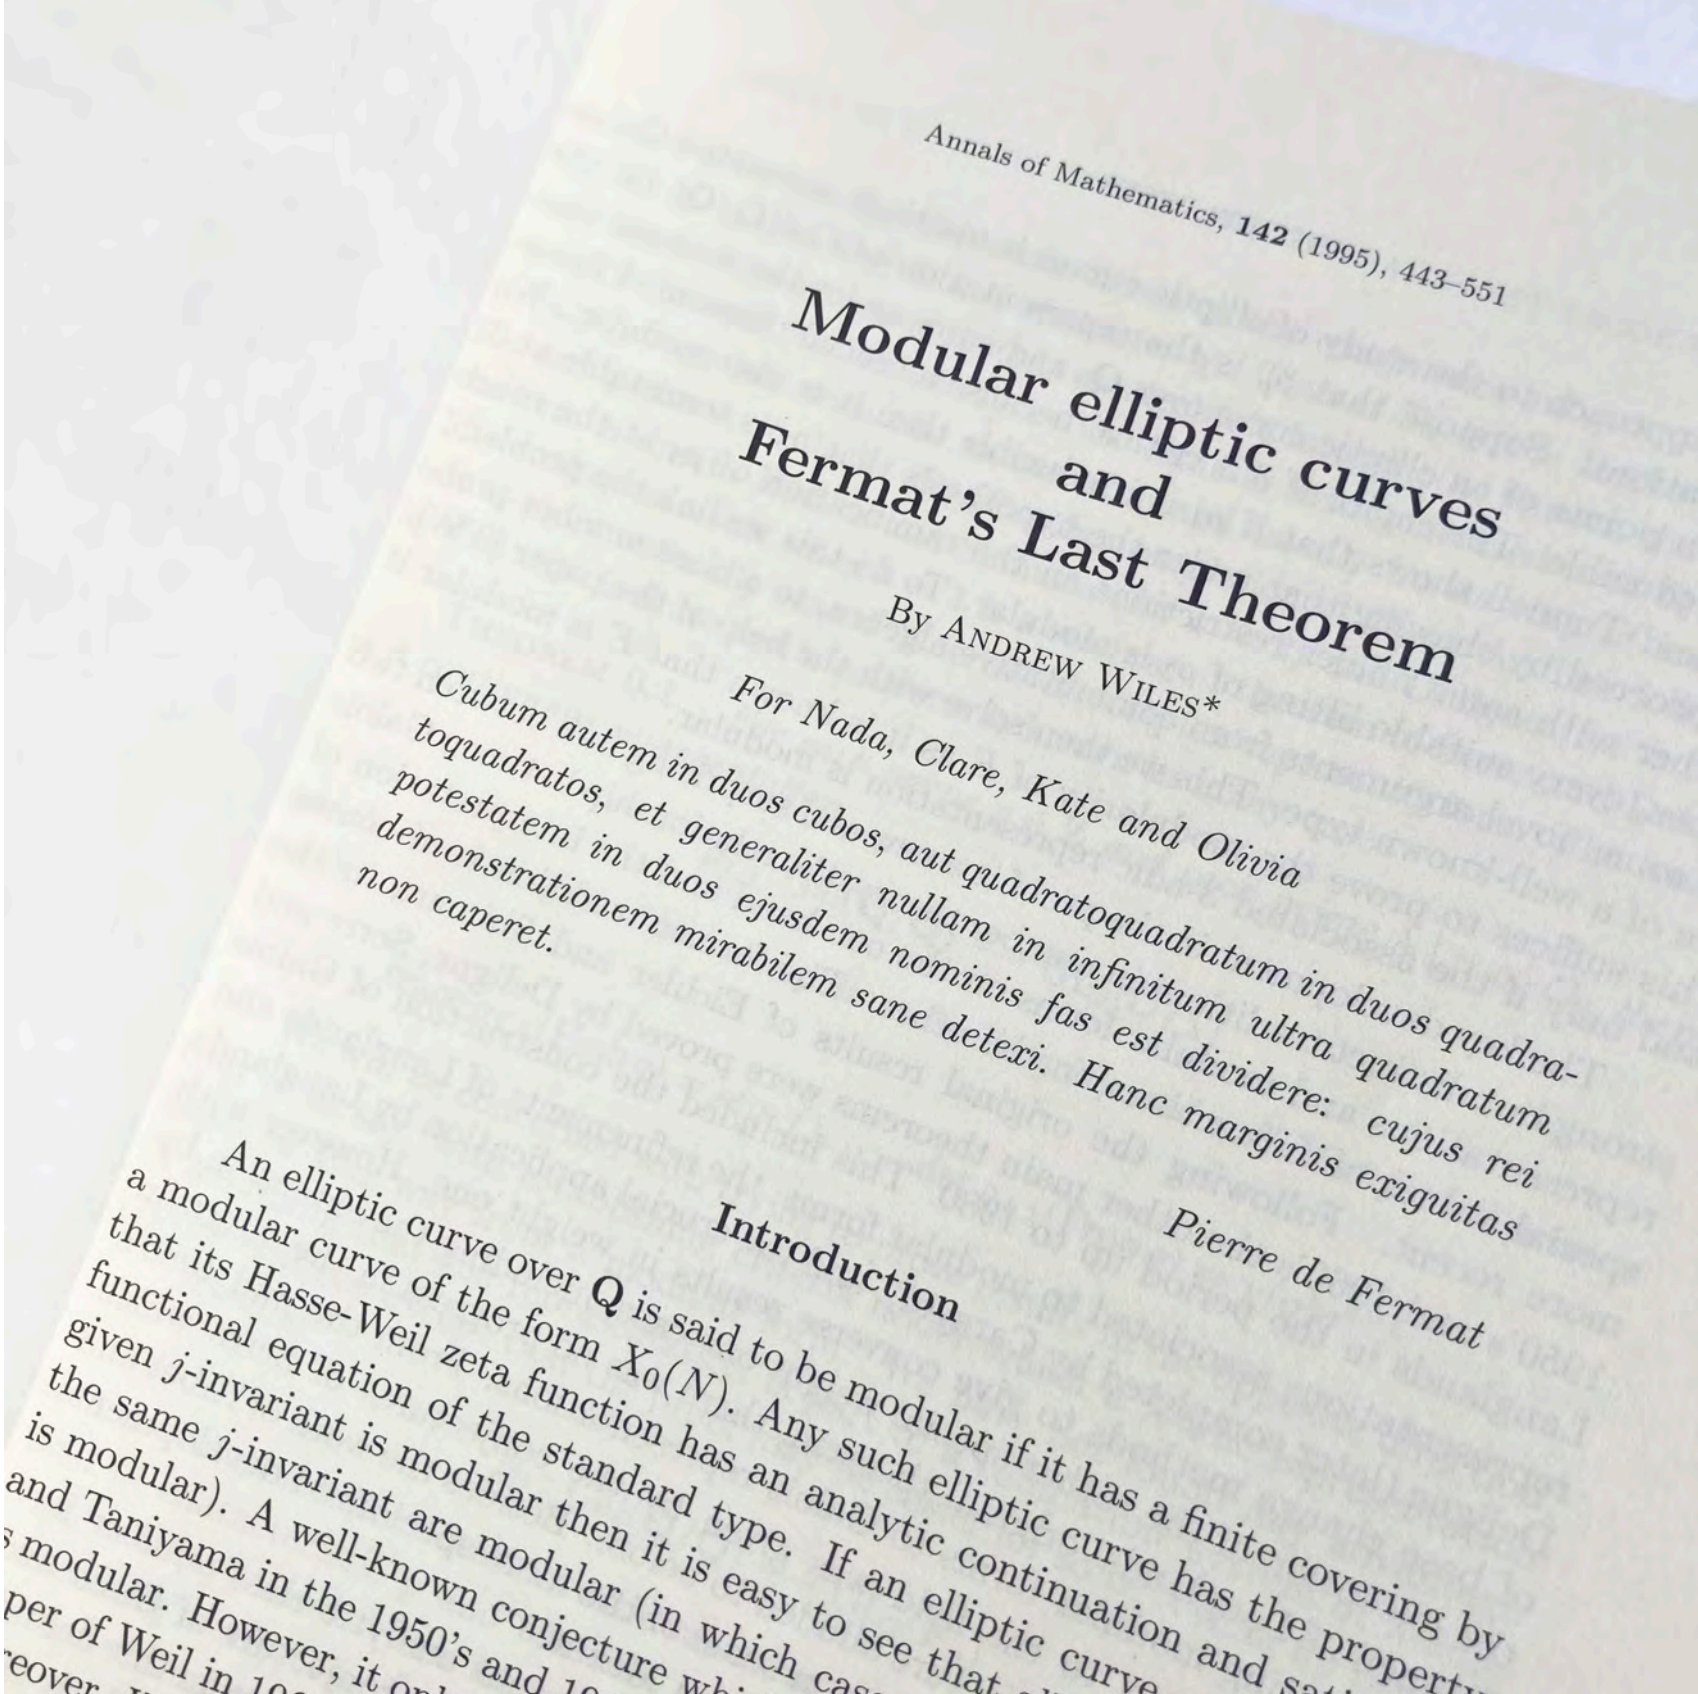 Annals of Mathematics, 142 (1995), 443–551
Modular elliptic curves
and
Fermat's Last Theorem
By ANDREW WILES*
For Nada, Clare, Kate and Olivia
Cubum autem in duos cubos, aut quadratoquadratum in duos quadra-
toquadratos, et generaliter nullam in infinitum ultra quadratum
potestatem in duos ejusdem nominis fas est dividere: cujus rei
demonstrationem mirabilem sane detexi. Hanc marginis exiguitas
non caperet.
Pierre de Fermat
Introduction
An elliptic curve over Q is said to be modular if it has a finite covering by
a modular curve of the form X₀(N). Any such elliptic curve has the property
that its Hasse-Weil zeta function has an analytic continuation and
functional equation of the standard type. If an elliptic curve
given j-invariant is modular then it is easy to see that
the same j-invariant are modular (in which
is modular). A well-known conjecture
and Taniyama in the 1950's and
modular. However, it
of Weil in